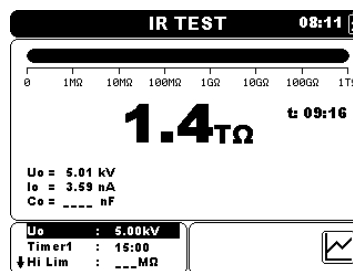 IR TEST 08:11
0 1MΩ 10MΩ 100MΩ 1GΩ 10GΩ 100GΩ 1T
1.4TΩ
t: 09:16
Uo = 5.01 kV
Io = 3.59 nA
Co = ____ nF
Uo : 5.00kV
Timer1 : 15:00
Hi Lim : ___MΩ